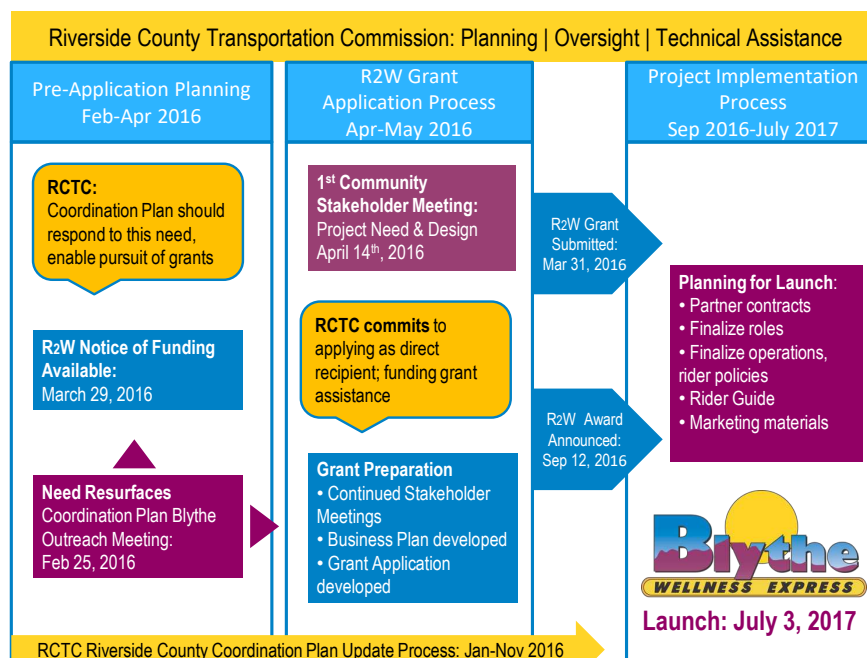 Riverside County Transportation Commission: Planning | Oversight | Technical Assistance
Pre-Application Planning
Feb-Apr 2016
RCTC:
Coordination Plan should
respond to this need,
enable pursuit of grants
R2W Notice of Funding
Available:
March 29, 2016
Need Resurfaces
Coordination Plan Blythe
Outreach Meeting:
Feb 25, 2016
R2W Grant
Application Process
Apr-May 2016
1st Community
Stakeholder Meeting:
Project Need & Design
April 14th, 2016
RCTC commits to
applying as direct
recipient; funding grant
assistance
Grant Preparation
• Continued Stakeholder
Meetings
• Business Plan developed
• Grant Application
developed
R2W Grant
Submitted:
Mar 31, 2016
R2W Award
Announced:
Sep 12, 2016
Project Implementation
Process
Sep 2016-July 2017
Planning for Launch:
• Partner contracts
• Finalize roles
• Finalize operations,
rider policies
• Rider Guide
• Marketing materials
Blythe
WELLNESS EXPRESS
Launch: July 3, 2017
RCTC Riverside County Coordination Plan Update Process: Jan-Nov 2016